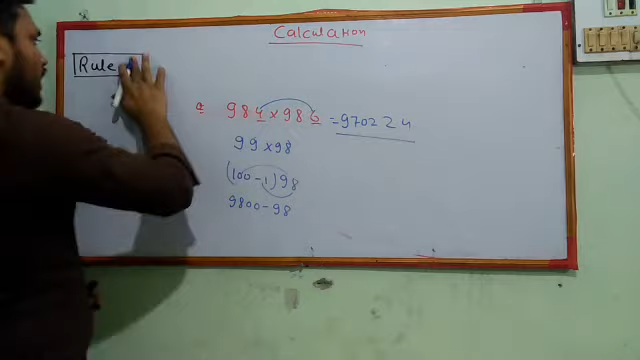 Calculation
Rule
Q 984 × 986 = 970224
99 × 98
(100 - 1) 98
9800 - 98